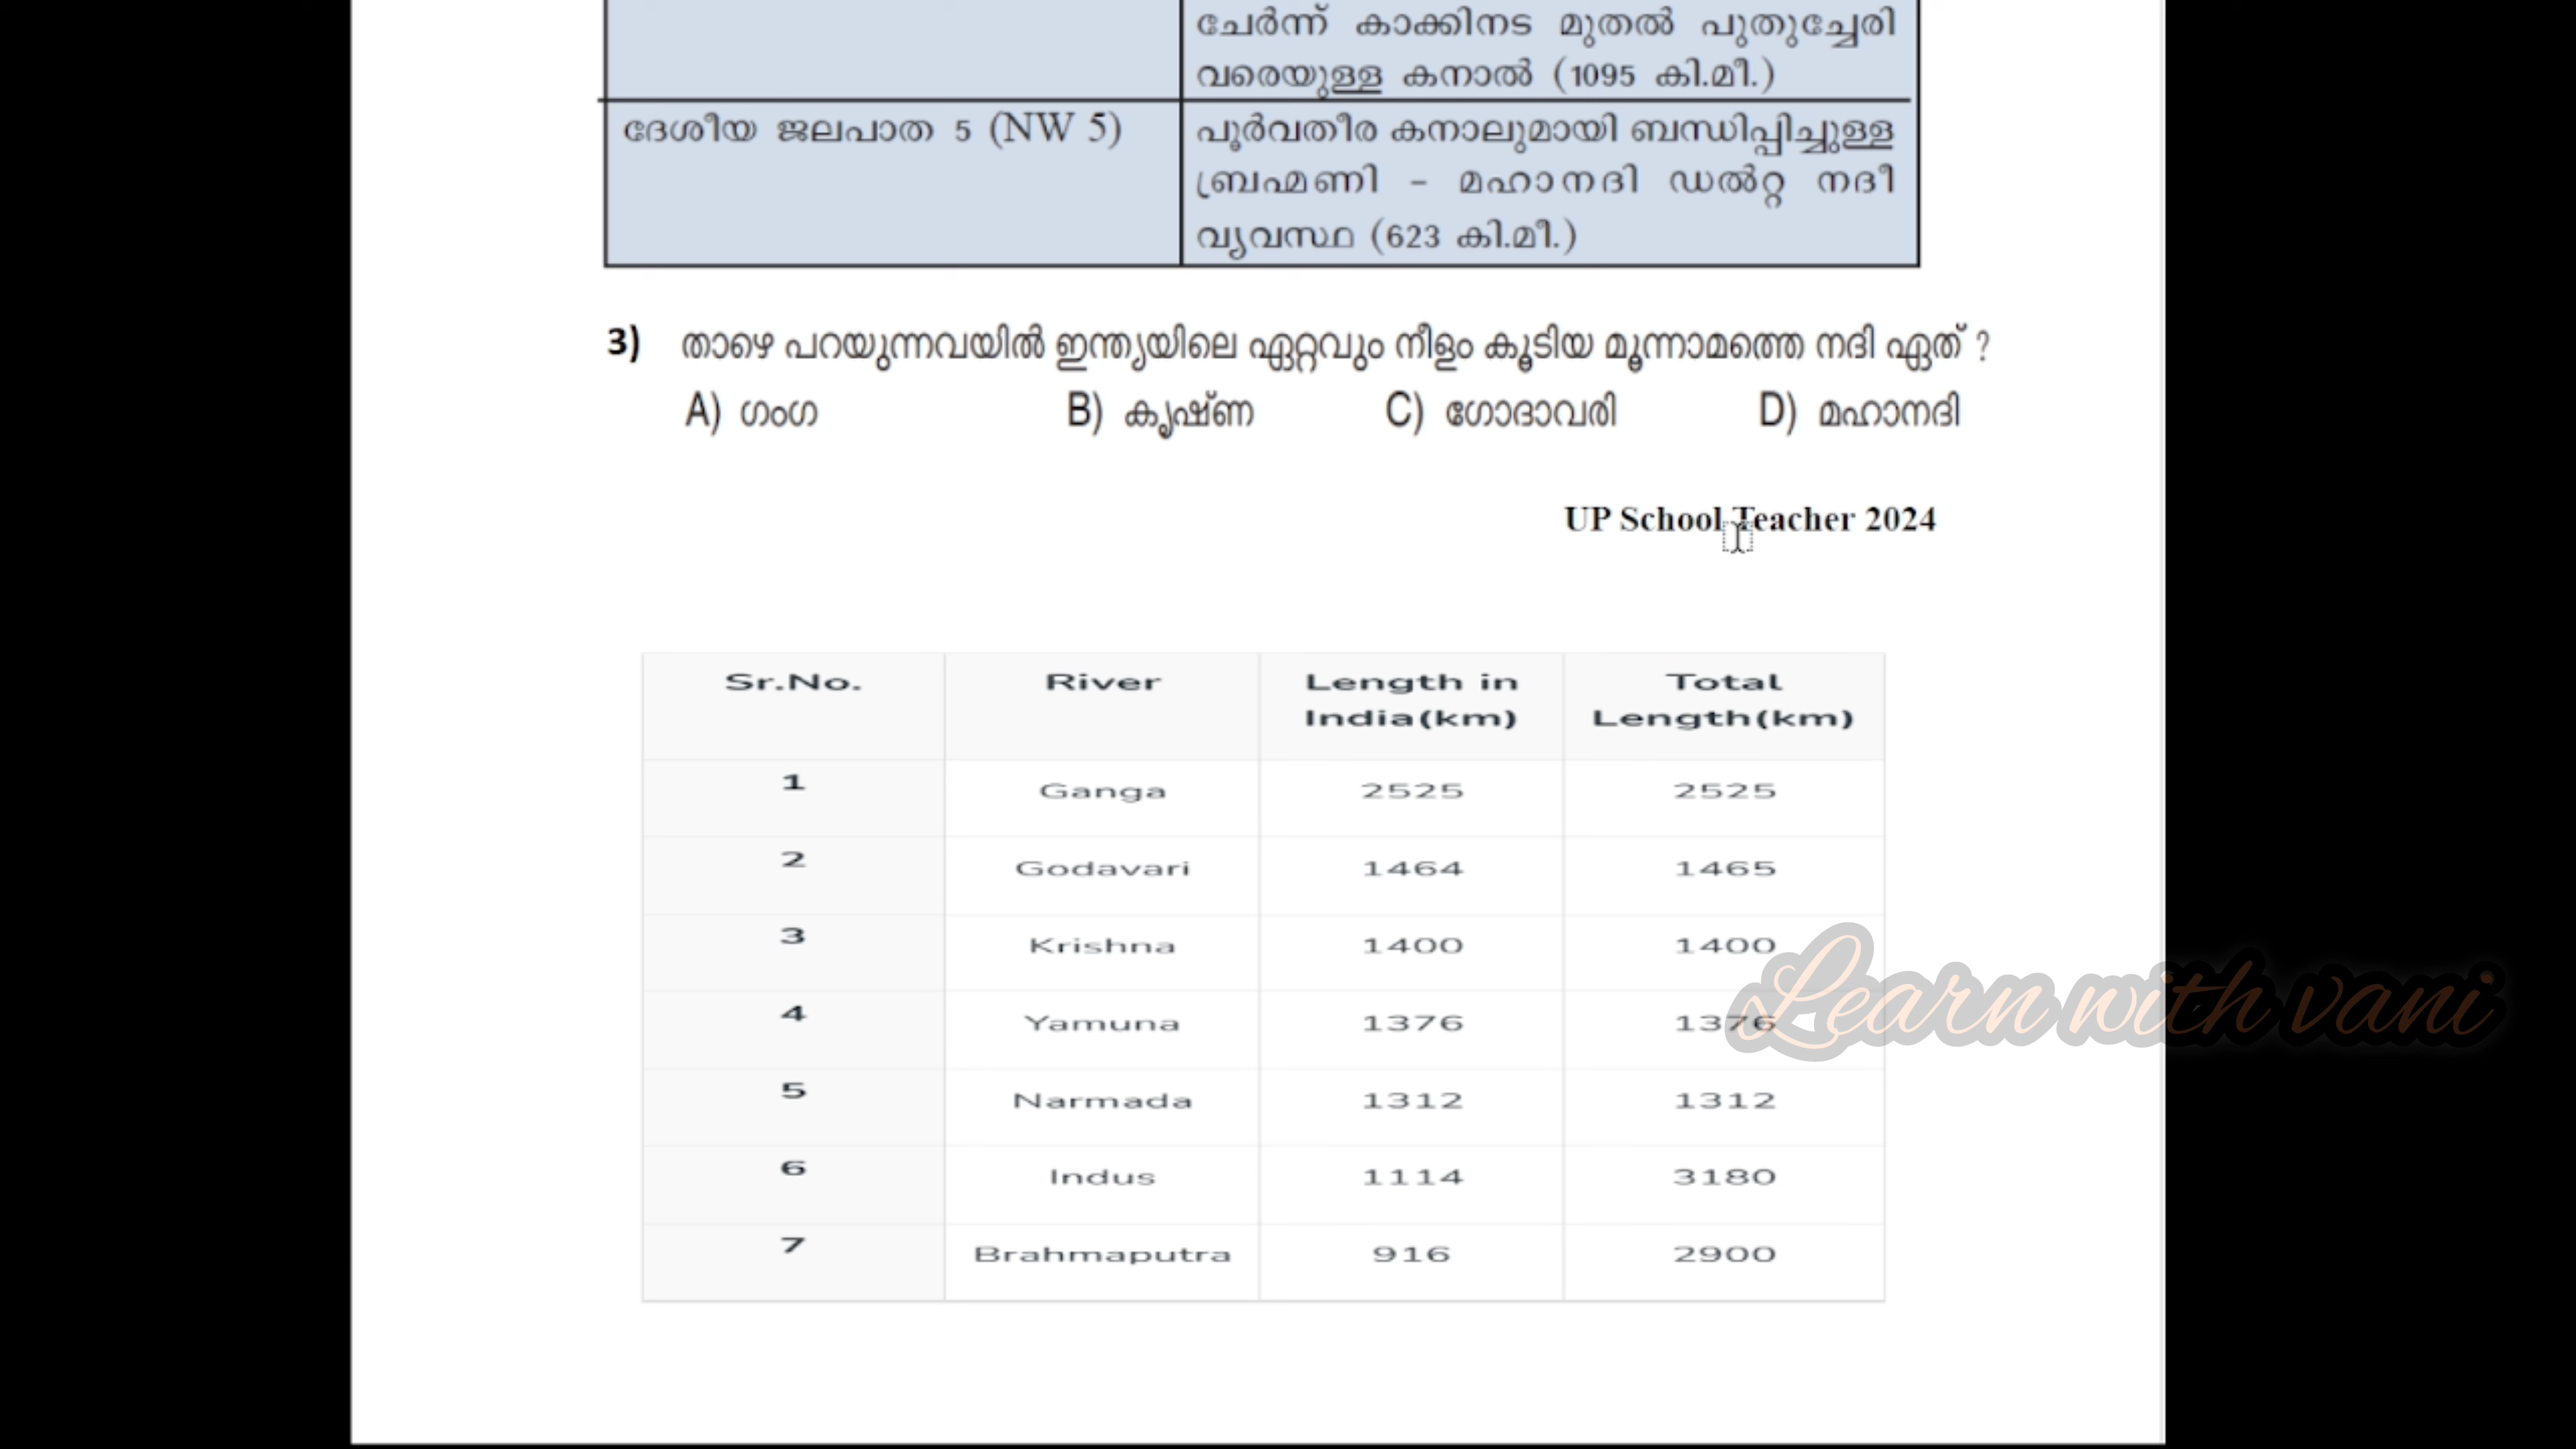 ചേർന്ന് കാക്കിനട മുതൽ പുതുച്ചേരി
വരെയുള്ള കനാൽ (1095 കി.മീ.)
ദേശീയ ജലപാത 5 (NW 5)
പൂർവതീര കനാലുമായി ബന്ധിപ്പിച്ചുള്ള
ബ്രഹ്മണി - മഹാനദി ഡൽറ്റ നദീ
വ്യവസ്ഥ (623 കി.മീ.)
3) താഴെ പറയുന്നവയിൽ ഇന്ത്യയിലെ ഏറ്റവും നീളം കൂടിയ മൂന്നാമത്തെ നദി ഏത് ?
A) ഗംഗ B) കൃഷ്ണ C) ഗോദാവരി D) മഹാനദി
UP School Teacher 2024
Sr.No. River Length in India(km) Total Length(km)
1 Ganga 2525 2525
2 Godavari 1464 1465
3 Krishna 1400 1400
4 Yamuna 1376 1376
5 Narmada 1312 1312
6 Indus 1114 3180
7 Brahmaputra 916 2900
Learn with vani